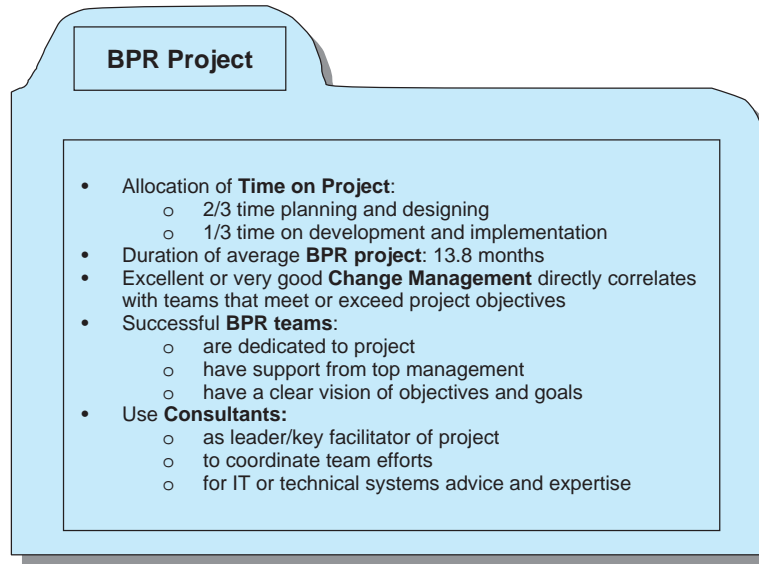 BPR Project
• Allocation of Time on Project:
o 2/3 time planning and designing
o 1/3 time on development and implementation
• Duration of average BPR project: 13.8 months
• Excellent or very good Change Management directly correlates
with teams that meet or exceed project objectives
• Successful BPR teams:
o are dedicated to project
o have support from top management
o have a clear vision of objectives and goals
• Use Consultants:
o as leader/key facilitator of project
o to coordinate team efforts
o for IT or technical systems advice and expertise